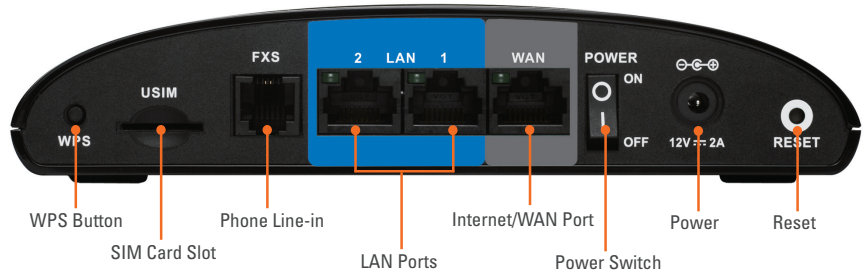 FXS
2 LAN 1
WAN
POWER
USIM
ON
WPS
OFF
12V⎓2A
RESET
WPS Button
Phone Line-in
Internet/WAN Port
Power
Reset
SIM Card Slot
LAN Ports
Power Switch